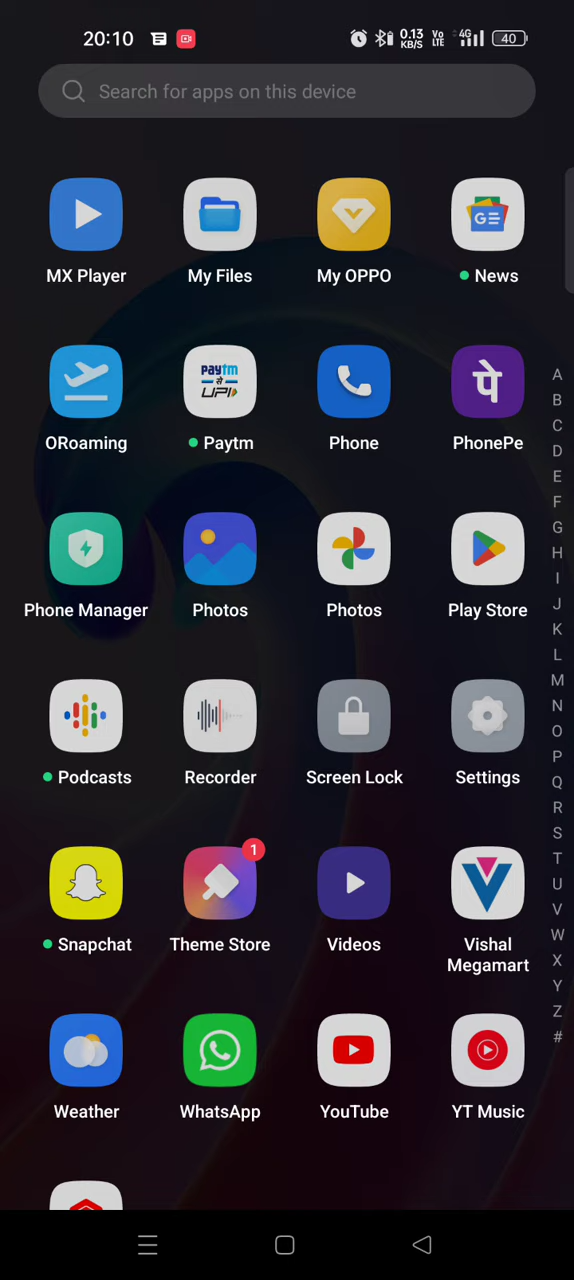 20:10
0.13 KB/S
Vo LTE
4G
40
Search for apps on this device
MX Player
My Files
My OPPO
GE
News
ORoaming
paytm
से
UPI
Paytm
Phone
पे
PhonePe
Phone Manager
Photos
Photos
Play Store
Podcasts
Recorder
Screen Lock
Settings
1
Snapchat
Theme Store
Videos
Vishal
Megamart
Weather
WhatsApp
YouTube
YT Music
A
B
C
D
E
F
G
H
I
J
K
L
M
N
O
P
Q
R
S
T
U
V
W
X
Y
Z
#